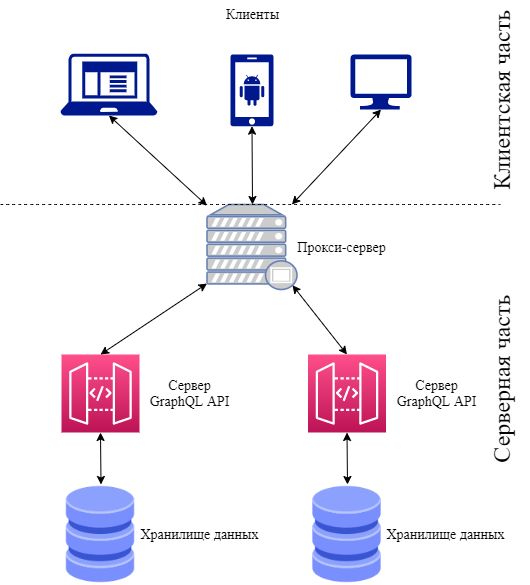 Клиенты
Клиентская часть
Прокси-сервер
Серверная часть
Сервер
GraphQL API
Сервер
GraphQL API
Хранилище данных
Хранилище данных